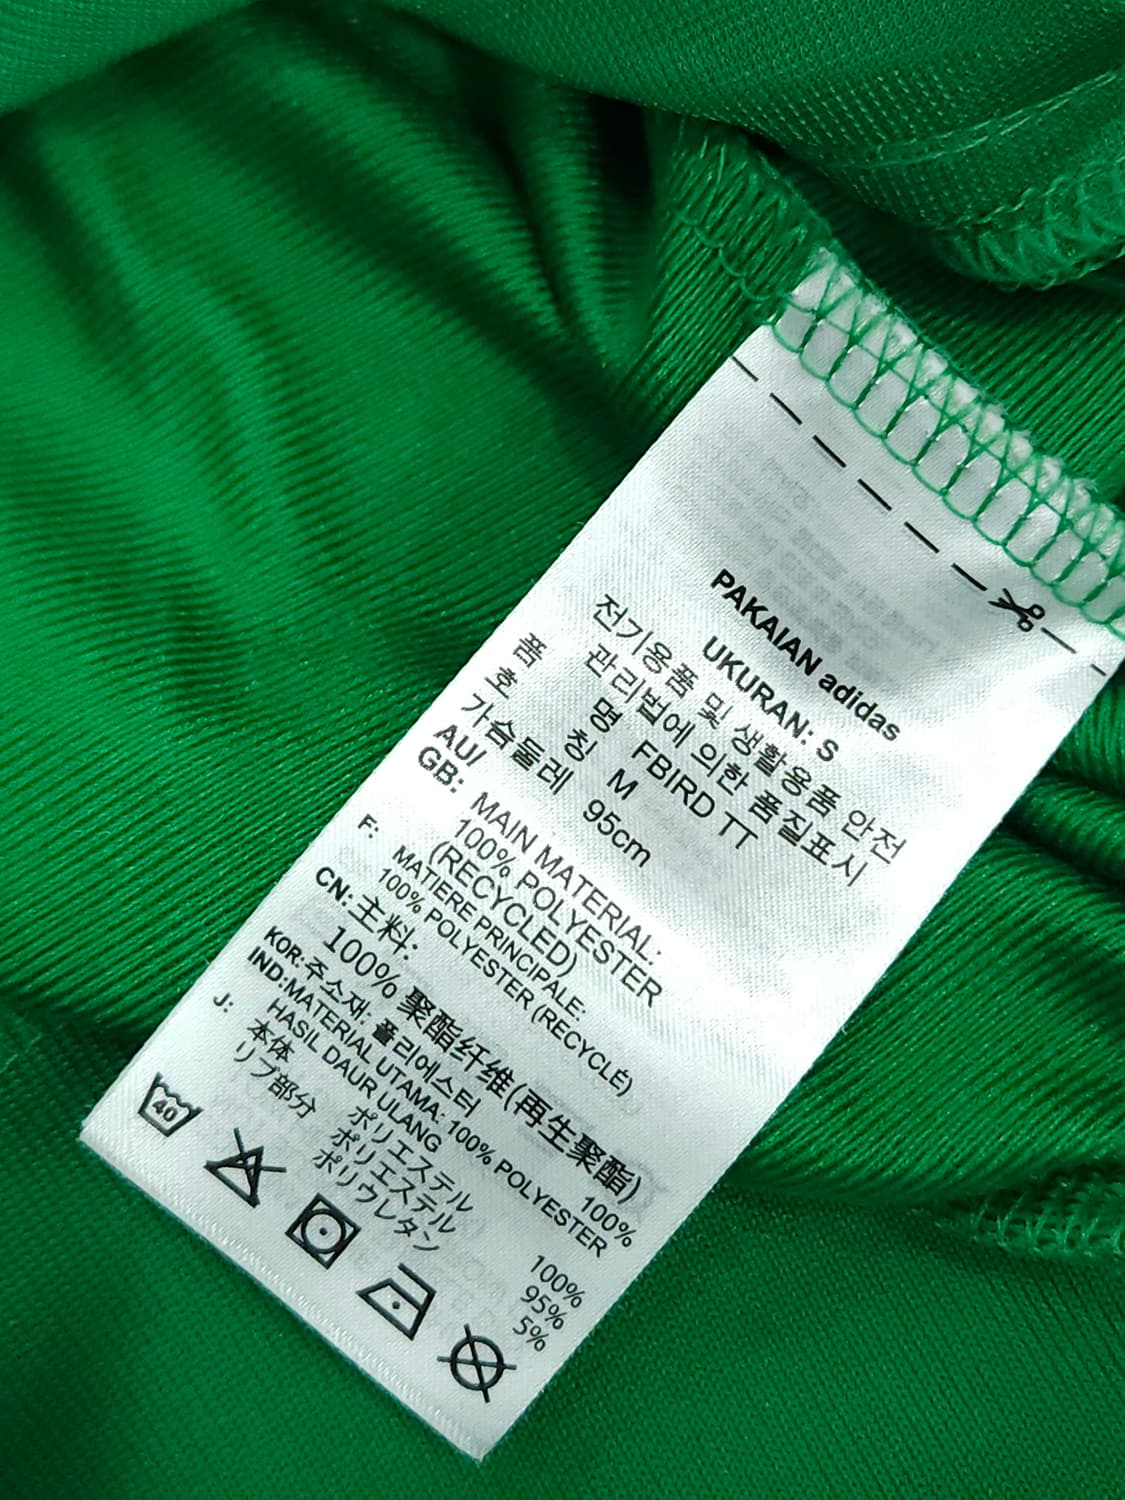 PAKAIAN adidas
UKURAN: S
전기용품 및 생활용품 안전
관리법에 의한 품질표시
품 명 FBIRD TT
호 칭 M
가슴둘레 95cm
AU/
GB: MAIN MATERIAL:
100% POLYESTER
(RECYCLED)
F: MATIERE PRINCIPALE:
100% POLYESTER (RECYCLÉ)
CN: 主料:
100% 聚酯纤维(再生聚酯)
KOR: 주소재: 폴리에스터 100%
IND: MATERIAL UTAMA: 100% POLYESTER
HASIL DAUR ULANG
J: 本体 ポリエステル 100%
リブ部分 ポリエステル 95%
ポリウレタン 5%
40